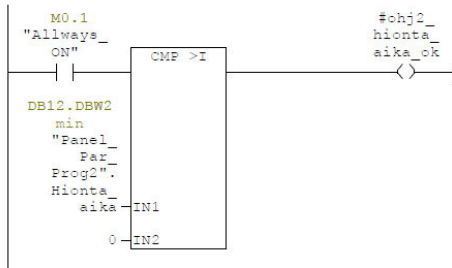 M0.1
"Allways_
ON"
CMP >I
#ohj2_
hionta_
aika_ok
DB12.DBW2
min
"Panel_
Par_
Prog2".
Hionta_
aika
IN1
0
IN2